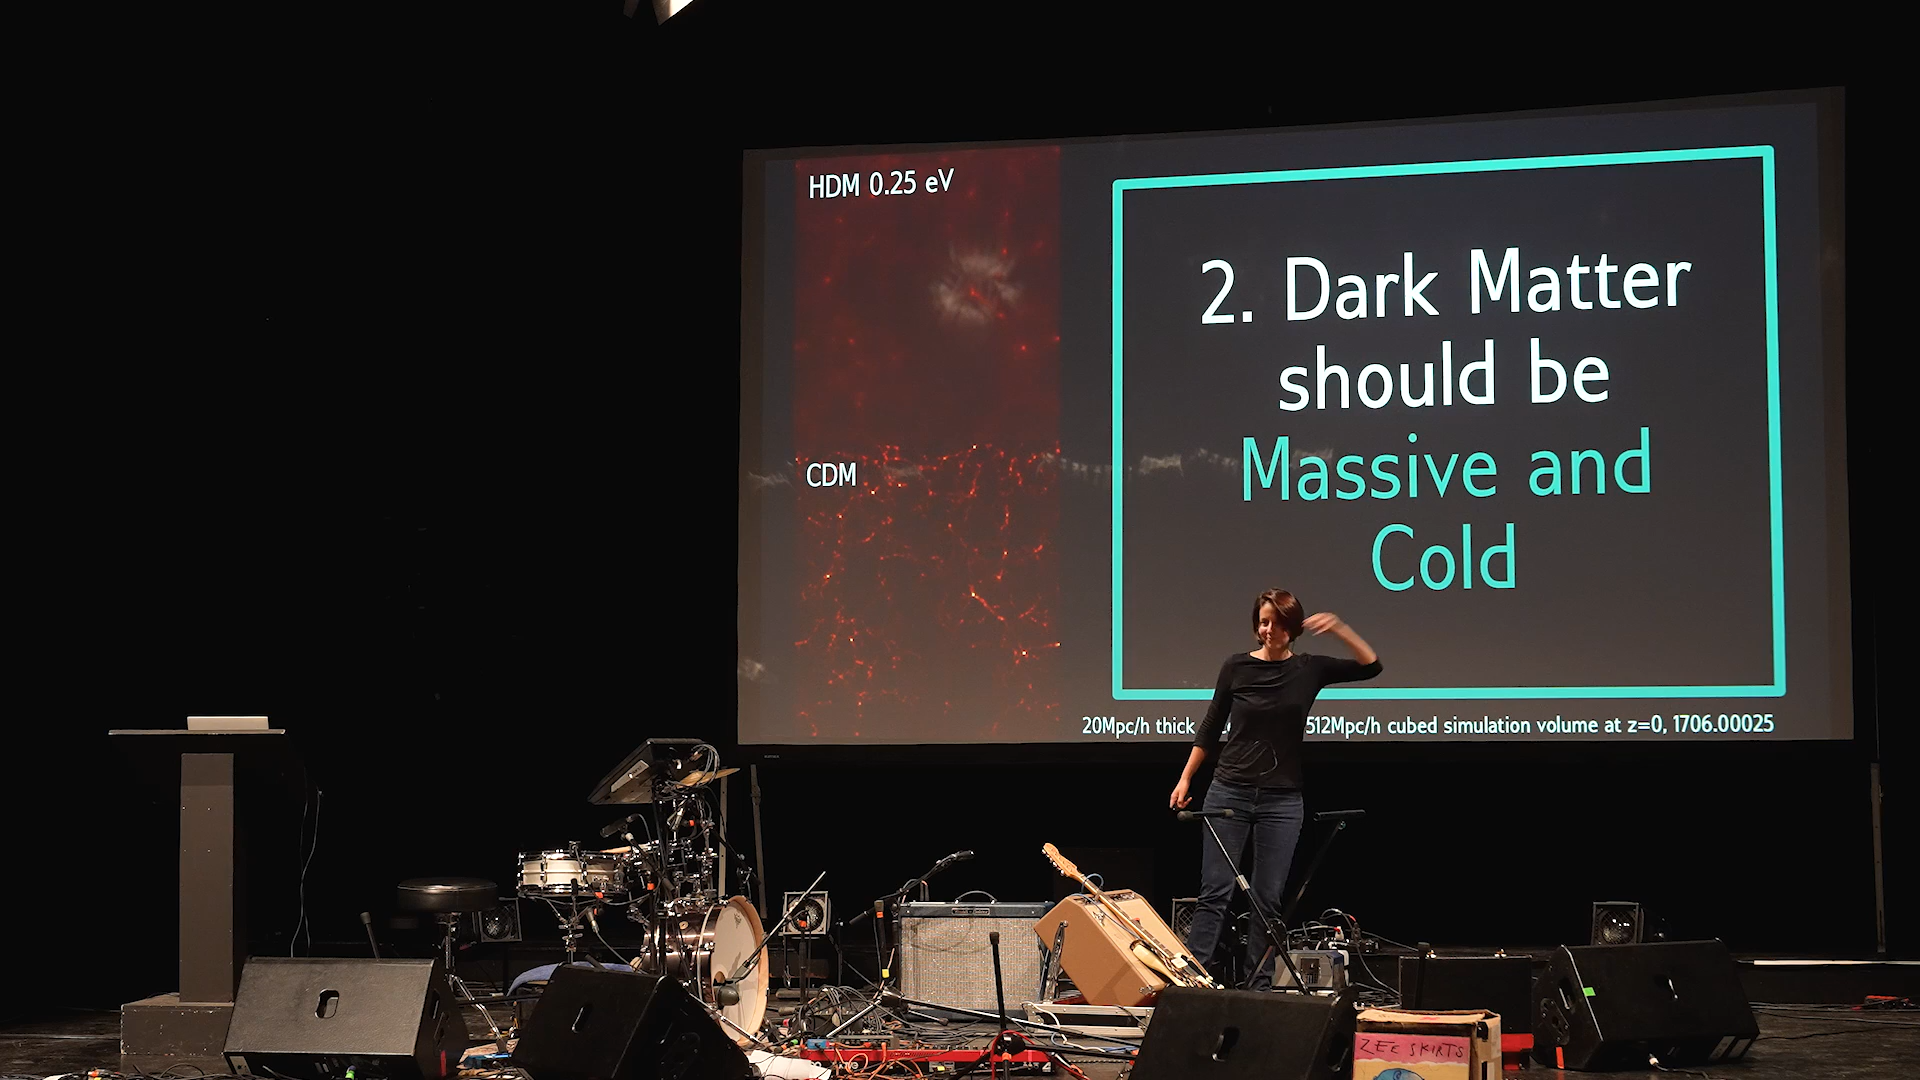 HDM 0.25 eV
CDM
2. Dark Matter
should be
Massive and
Cold
20Mpc/h thick 512Mpc/h cubed simulation volume at z=0, 1706.00025
ZEE SKIRTS